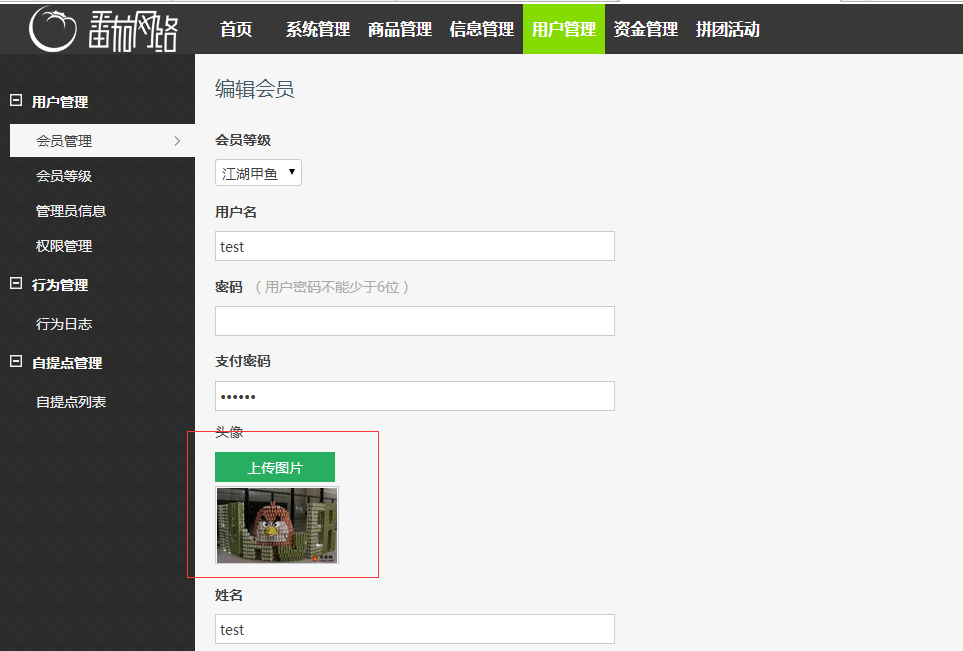 番茄网络
首页 系统管理 商品管理 信息管理 用户管理 资金管理 拼团活动
用户管理
会员管理
会员等级
管理员信息
权限管理
行为管理
行为日志
自提点管理
自提点列表
编辑会员
会员等级
江湖甲鱼
用户名
test
密码 （用户密码不能少于6位）
支付密码
••••••
头像
上传图片
姓名
test